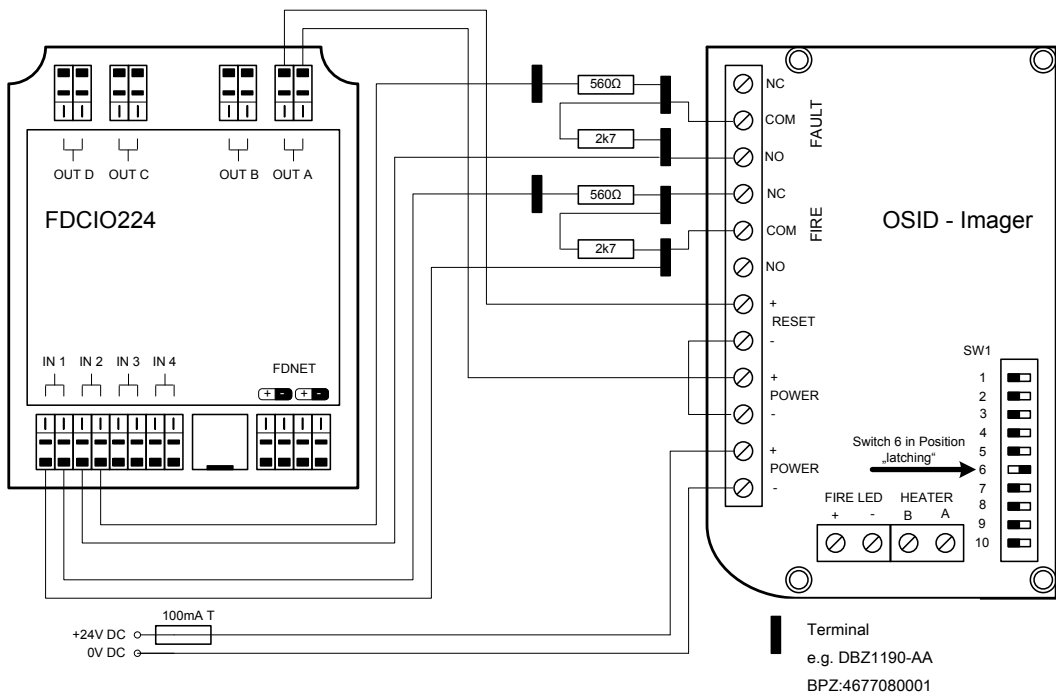 OUT D
OUT C
OUT B
OUT A
FDCIO224
IN 1
IN 2
IN 3
IN 4
FDNET
+ - + -
560Ω
2k7
560Ω
2k7
NC
COM
NO
FAULT
NC
COM
NO
FIRE
+
RESET
-
+
POWER
-
+
POWER
-
OSID - Imager
SW1
1
2
3
4
5
6
7
8
9
10
Switch 6 in Position
„latching“
FIRE LED
+ -
HEATER
B A
100mA T
+24V DC
0V DC
Terminal
e.g. DBZ1190-AA
BPZ:4677080001